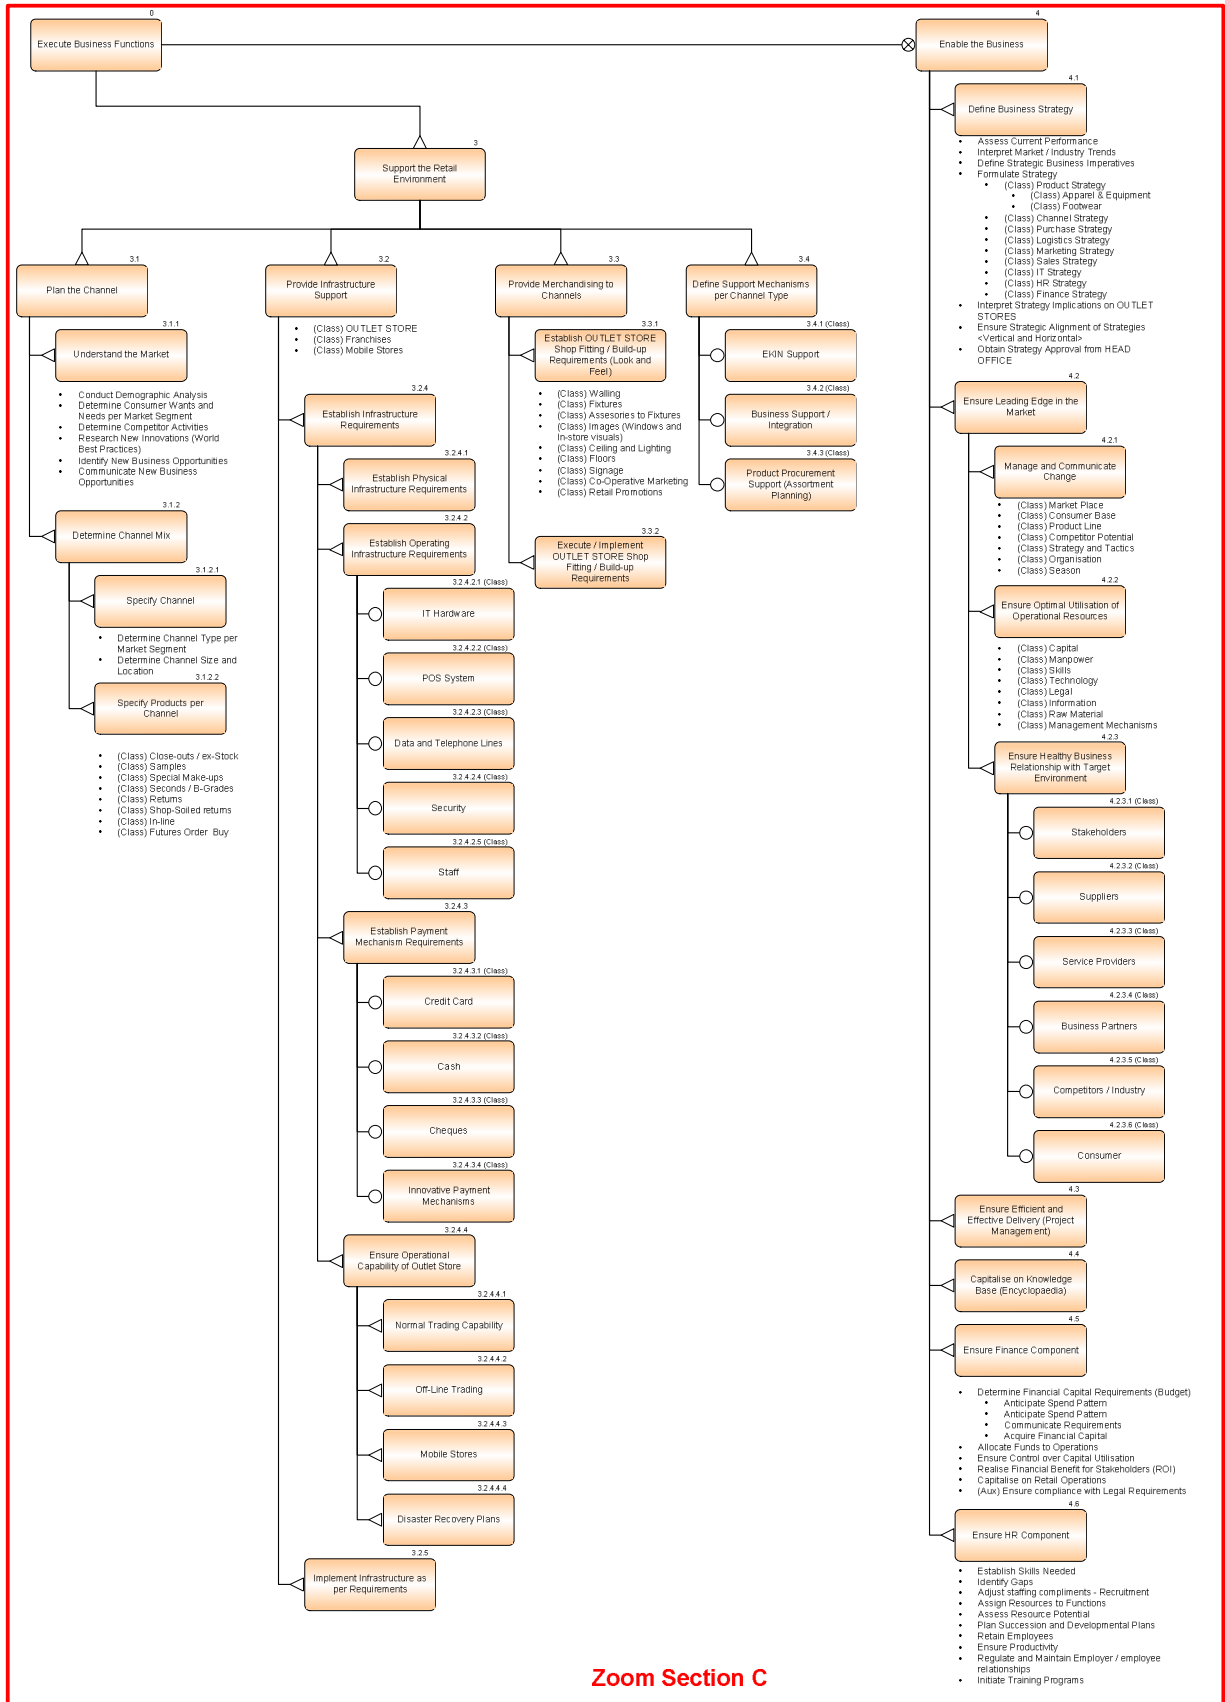 0
Execute Business Functions
4
Enable the Business
3
Support the Retail
Environment
3.1
Plan the Channel
3.1.1
Understand the Market
• Conduct Demographic Analysis
• Determine Consumer Wants and
Needs per Market Segment
• Determine Competitor Activities
• Research New Innovations (World
Best Practices)
• Identify New Business Opportunities
• Communicate New Business
Opportunities
3.1.2
Determine Channel Mix
3.1.2.1
Specify Channel
• Determine Channel Type per
Market Segment
• Determine Channel Size and
Location
3.1.2.2
Specify Products per
Channel
• (Class) Close-outs / ex-Stock
• (Class) Samples
• (Class) Special Make-ups
• (Class) Seconds / B-Grades
• (Class) Returns
• (Class) Shop-Soiled returns
• (Class) In-line
• (Class) Futures Order Buy
3.2
Provide Infrastructure
Support
• (Class) OUTLET STORE
• (Class) Franchises
• (Class) Mobile Stores
3.2.4
Establish Infrastructure
Requirements
3.2.4.1
Establish Physical
Infrastructure Requirements
3.2.4.2
Establish Operating
Infrastructure Requirements
3.2.4.2.1 (Class)
IT Hardware
3.2.4.2.2 (Class)
POS System
3.2.4.2.3 (Class)
Data and Telephone Lines
3.2.4.2.4 (Class)
Security
3.2.4.2.5 (Class)
Staff
3.2.4.3
Establish Payment
Mechanism Requirements
3.2.4.3.1 (Class)
Credit Card
3.2.4.3.2 (Class)
Cash
3.2.4.3.3 (Class)
Cheques
3.2.4.3.4 (Class)
Innovative Payment
Mechanisms
3.2.4.4
Ensure Operational
Capability of Outlet Store
3.2.4.4.1
Normal Trading Capability
3.2.4.4.2
Off-Line Trading
3.2.4.4.3
Mobile Stores
3.2.4.4.4
Disaster Recovery Plans
3.2.5
Implement Infrastructure as
per Requirements
3.3
Provide Merchandising to
Channels
3.3.1
Establish OUTLET STORE
Shop Fitting / Build-up
Requirements (Look and
Feel)
• (Class) Walling
• (Class) Fixtures
• (Class) Assesories to Fixtures
• (Class) Images (Windows and
In-store visuals)
• (Class) Ceiling and Lighting
• (Class) Floors
• (Class) Signage
• (Class) Co-Operative Marketing
• (Class) Retail Promotions
3.3.2
Execute / Implement
OUTLET STORE Shop
Fitting / Build-up
Requirements
3.4
Define Support Mechanisms
per Channel Type
3.4.1 (Class)
EKIN Support
3.4.2 (Class)
Business Support /
Integration
3.4.3 (Class)
Product Procurement
Support (Assortment
Planning)
4.1
Define Business Strategy
• Assess Current Performance
• Interpret Market / Industry Trends
• Define Strategic Business Imperatives
• Formulate Strategy
• (Class) Product Strategy
• (Class) Apparel & Equipment
• (Class) Footwear
• (Class) Channel Strategy
• (Class) Purchase Strategy
• (Class) Logistics Strategy
• (Class) Marketing Strategy
• (Class) Sales Strategy
• (Class) IT Strategy
• (Class) HR Strategy
• (Class) Finance Strategy
• Interpret Strategy Implications on OUTLET
STORES
• Ensure Strategic Alignment of Strategies
<Vertical and Horizontal>
• Obtain Strategy Approval from HEAD
OFFICE
4.2
Ensure Leading Edge in the
Market
4.2.1
Manage and Communicate
Change
• (Class) Market Place
• (Class) Consumer Base
• (Class) Product Line
• (Class) Competitor Potential
• (Class) Strategy and Tactics
• (Class) Organisation
• (Class) Season
4.2.2
Ensure Optimal Utilisation of
Operational Resources
• (Class) Capital
• (Class) Manpower
• (Class) Skills
• (Class) Technology
• (Class) Legal
• (Class) Information
• (Class) Raw Material
• (Class) Management Mechanisms
4.2.3
Ensure Healthy Business
Relationship with Target
Environment
4.2.3.1 (Class)
Stakeholders
4.2.3.2 (Class)
Suppliers
4.2.3.3 (Class)
Service Providers
4.2.3.4 (Class)
Business Partners
4.2.3.5 (Class)
Competitors / Industry
4.2.3.6 (Class)
Consumer
4.3
Ensure Efficient and
Effective Delivery (Project
Management)
4.4
Capitalise on Knowledge
Base (Encyclopaedia)
4.5
Ensure Finance Component
• Determine Financial Capital Requirements (Budget)
• Anticipate Spend Pattern
• Anticipate Spend Pattern
• Communicate Requirements
• Acquire Financial Capital
• Allocate Funds to Operations
• Ensure Control over Capital Utilisation
• Realise Financial Benefit for Stakeholders (ROI)
• Capitalise on Retail Operations
• (Aux) Ensure compliance with Legal Requirements
4.6
Ensure HR Component
• Establish Skills Needed
• Identify Gaps
• Adjust staffing compliments - Recruitment
• Assign Resources to Functions
• Assess Resource Potential
• Plan Succession and Developmental Plans
• Retain Employees
• Ensure Productivity
• Regulate and Maintain Employer / employee
relationships
• Initiate Training Programs
Zoom Section C